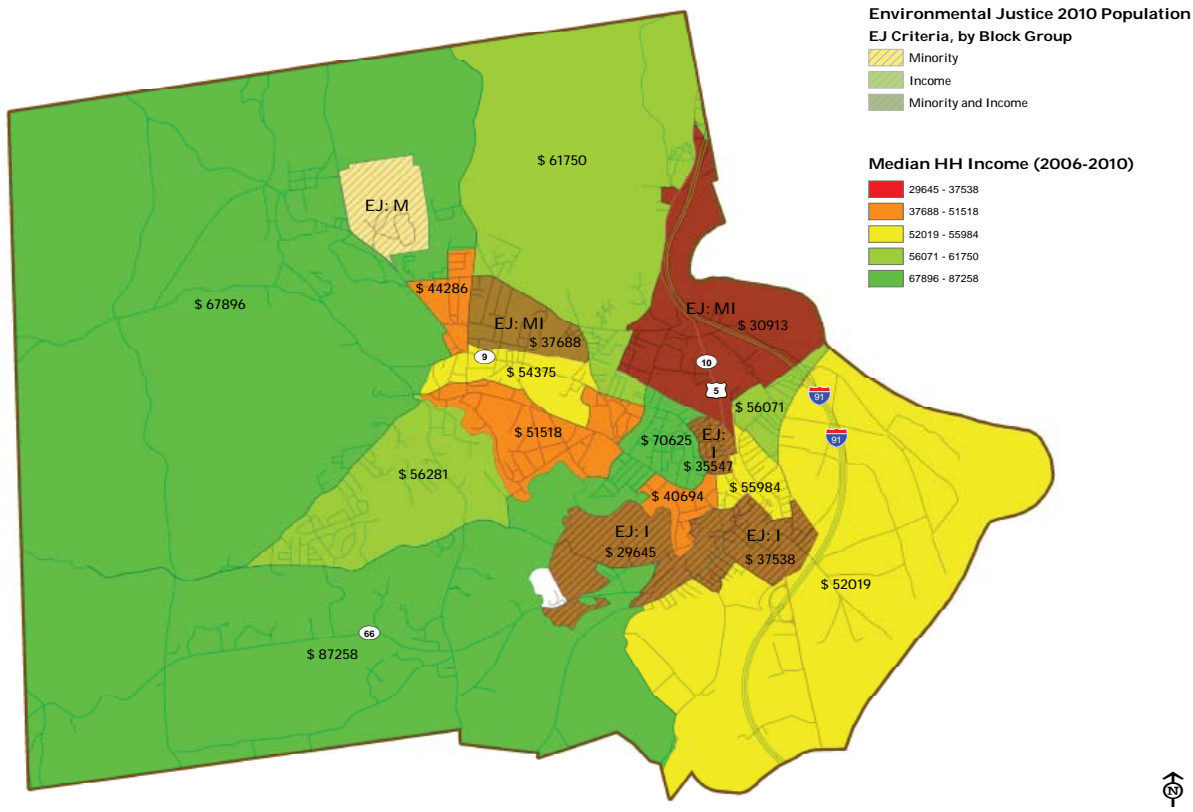 Environmental Justice 2010 Population
EJ Criteria, by Block Group
Minority
Income
Minority and Income
Median HH Income (2006-2010)
29645 - 37538
37688 - 51518
52019 - 55984
56071 - 61750
67896 - 87258
$ 61750
EJ: M
$ 67896
$ 44286
EJ: MI
$ 37688
EJ: MI
$ 30913
9
$ 54375
10
5
91
$ 56071
91
$ 51518
$ 70625
EJ:
I
$ 35547
$ 56281
$ 55984
$ 40694
EJ: I
$ 29645
EJ: I
$ 37538
$ 52019
66
$ 87258
N